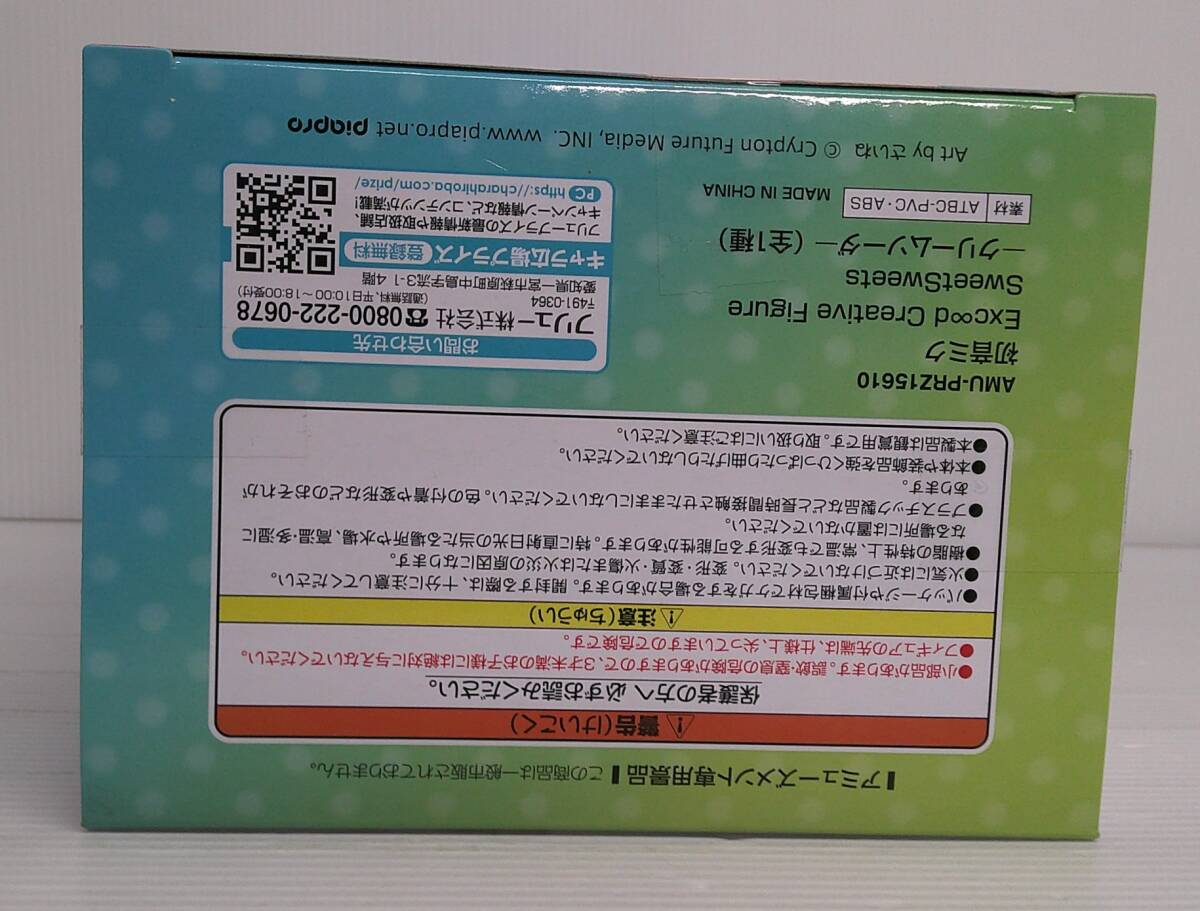 ▍アミューズメント専用景品▍この商品は一般市販されておりません。
⚠警告(けいこく)
保護者の方へ 必ずお読みください。
●小部品があります。誤飲・窒息の危険がありますので、3才未満のお子様には絶対に与えないでください。
●フィギュアの先端は、仕様上、尖っていますので危険です。
⚠注意(ちゅうい)
●パッケージや付属梱包材でケガをする場合があります。開封する際は、十分に注意してください。
●火気には近づけないでください。変形・変質・火傷または火災の原因になります。
●樹脂の特性上、常温でも変形する可能性があります。特に直射日光の当たる場所や水場、高温・多湿に
なる場所には置かないでください。
●プラスチック製品などと長時間接触させたままにしないでください。色の付着や変形などのおそれが
あります。
●本体や装飾品を強くひっぱったり曲げたりしないでください。
●本製品は観賞用です。取り扱いにはご注意ください。
AMU-PRZ15610
初音ミク
Exc∞d Creative Figure
SweetSweets
―クリームソーダ― (全1種)
素材 ATBC-PVC・ABS MADE IN CHINA
お問い合わせ先
フリュー株式会社 ☎0800-222-0678
〒491-0364 (通話無料、平日10:00～18:00受付)
愛知県一宮市萩原町中島字流3-1 4階
キャラ広場プライズ 登録無料
フリュープライズの最新情報や取扱店舗、
キャンペーン情報など、コンテンツが満載!
PC https://charahiroba.com/prize/
Art by さいね © Crypton Future Media, INC. www.piapro.net piapro